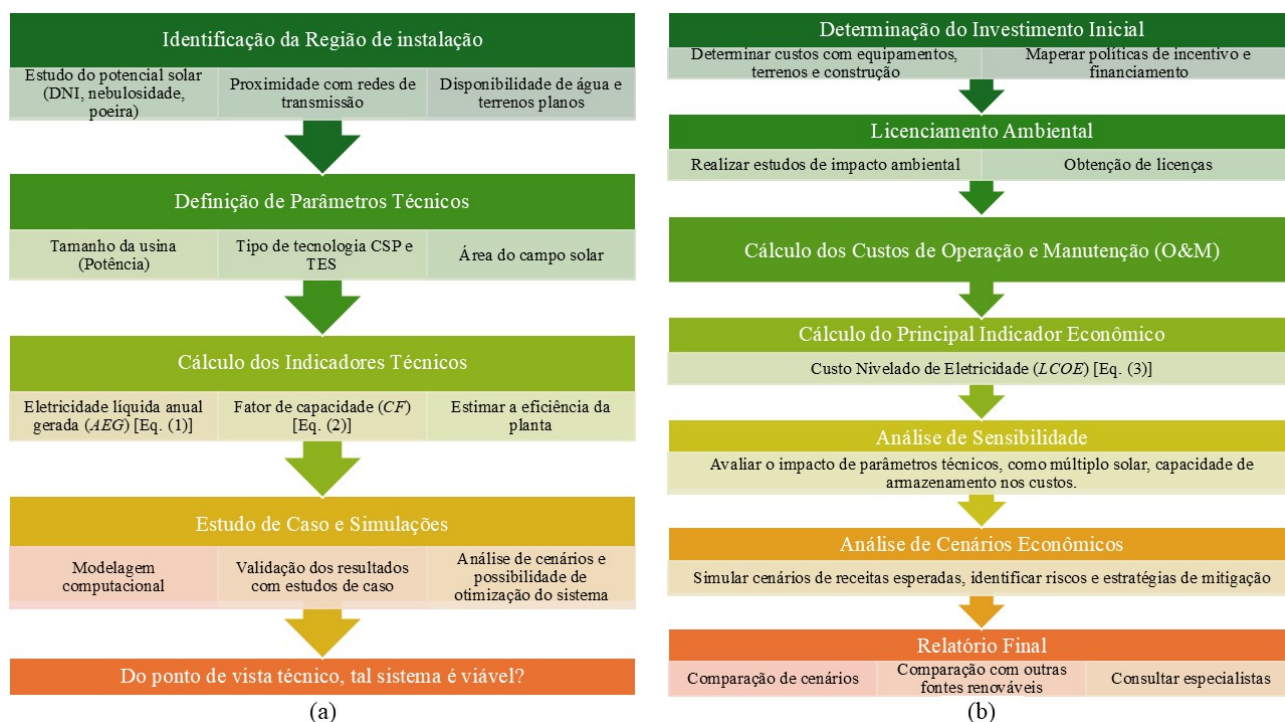 Identificação da Região de instalação
Estudo do potencial solar
(DNI, nebulosidade,
poeira)
Proximidade com redes de
transmissão
Disponibilidade de água e
terrenos planos
Definição de Parâmetros Técnicos
Tamanho da usina
(Potência)
Tipo de tecnologia CSP e
TES
Área do campo solar
Cálculo dos Indicadores Técnicos
Eletricidade líquida anual
gerada (AEG) [Eq. (1)]
Fator de capacidade (CF)
[Eq. (2)]
Estimar a eficiência da
planta
Estudo de Caso e Simulações
Modelagem
computacional
Validação dos resultados
com estudos de caso
Análise de cenários e
possibilidade de
otimização do sistema
Do ponto de vista técnico, tal sistema é viável?
(a)
Determinação do Investimento Inicial
Determinar custos com equipamentos,
terrenos e construção
Maperar políticas de incentivo e
financiamento
Licenciamento Ambiental
Realizar estudos de impacto ambiental
Obtenção de licenças
Cálculo dos Custos de Operação e Manutenção (O&M)
Cálculo do Principal Indicador Econômico
Custo Nivelado de Eletricidade (LCOE) [Eq. (3)]
Análise de Sensibilidade
Avaliar o impacto de parâmetros técnicos, como múltiplo solar, capacidade de
armazenamento nos custos.
Análise de Cenários Econômicos
Simular cenários de receitas esperadas, identificar riscos e estratégias de mitigação
Relatório Final
Comparação de cenários
Comparação com outras
fontes renováveis
Consultar especialistas
(b)